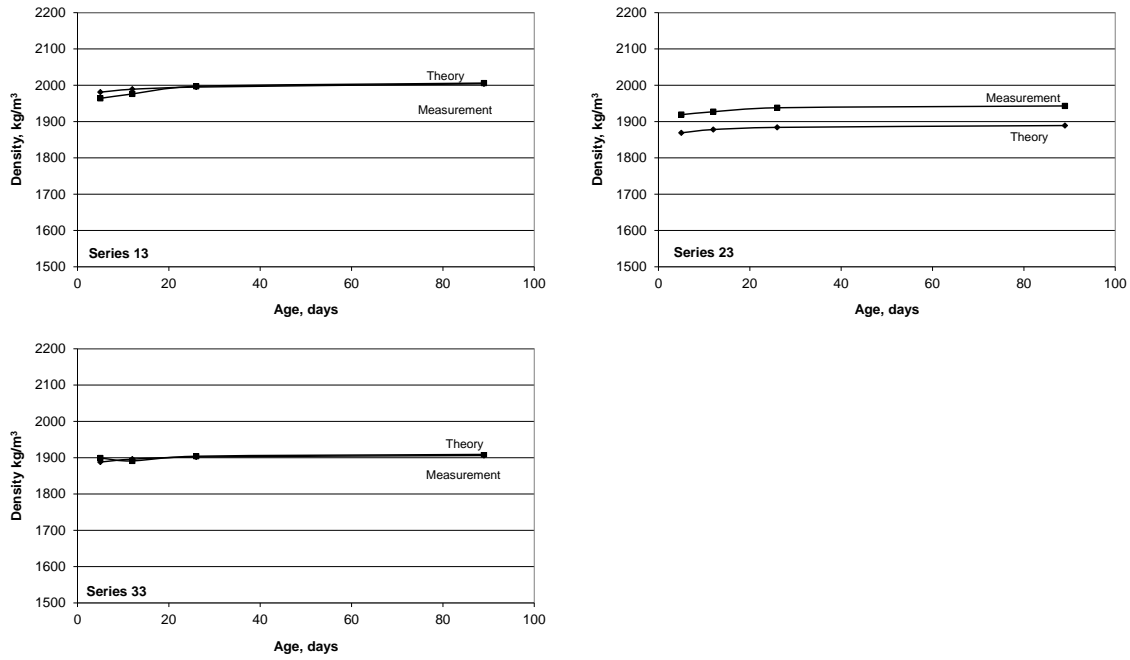 2200
2100
2000
1900
1800
1700
1600
1500
Density, kg/m³
Theory
Measurement
Series 13
0 20 40 60 80 100
Age, days
2200
2100
2000
1900
1800
1700
1600
1500
Density, kg/m³
Measurement
Theory
Series 23
0 20 40 60 80 100
Age, days
2200
2100
2000
1900
1800
1700
1600
1500
Density kg/m³
Theory
Measurement
Series 33
0 20 40 60 80 100
Age, days